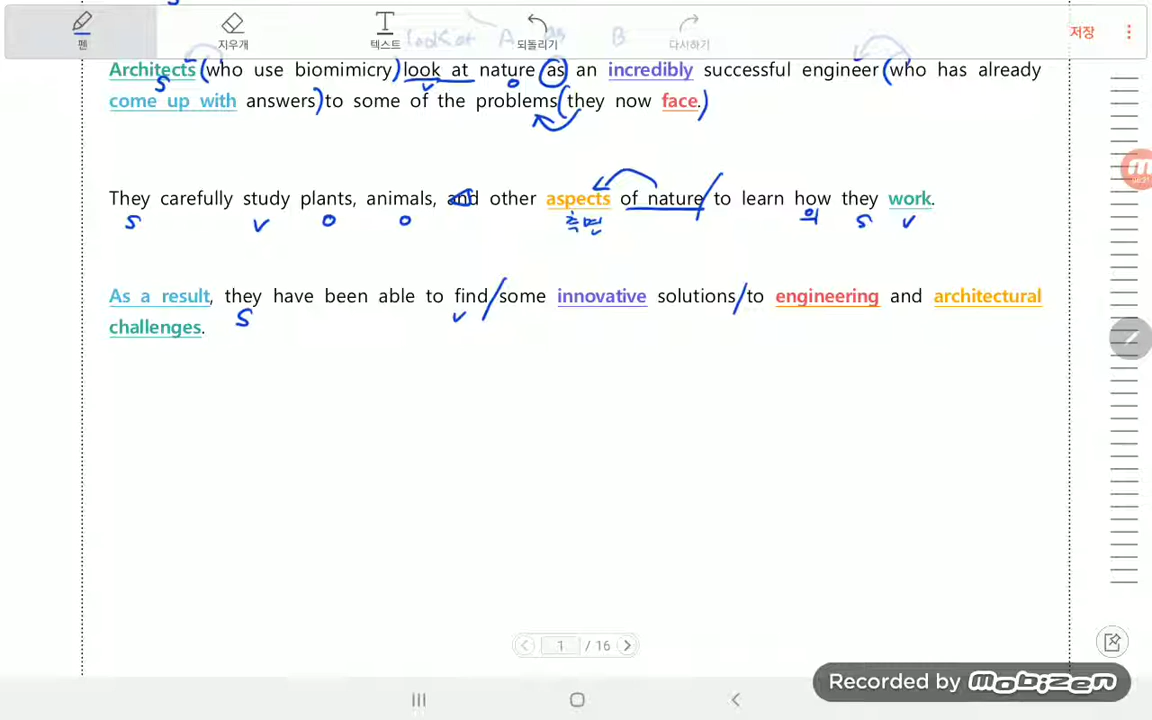 펜 지우개 텍스트 되돌리기 다시하기 저장
look at A as B
Architects (who use biomimicry) look at nature (as) an incredibly successful engineer (who has already
S V O
come up with answers) to some of the problems (they now face.)
They carefully study plants, animals, and other aspects of nature / to learn how they work.
S V O O 측면 의 S V
As a result, they have been able to find / some innovative solutions / to engineering and architectural
S V
challenges.
1 / 16
Recorded by mobizen